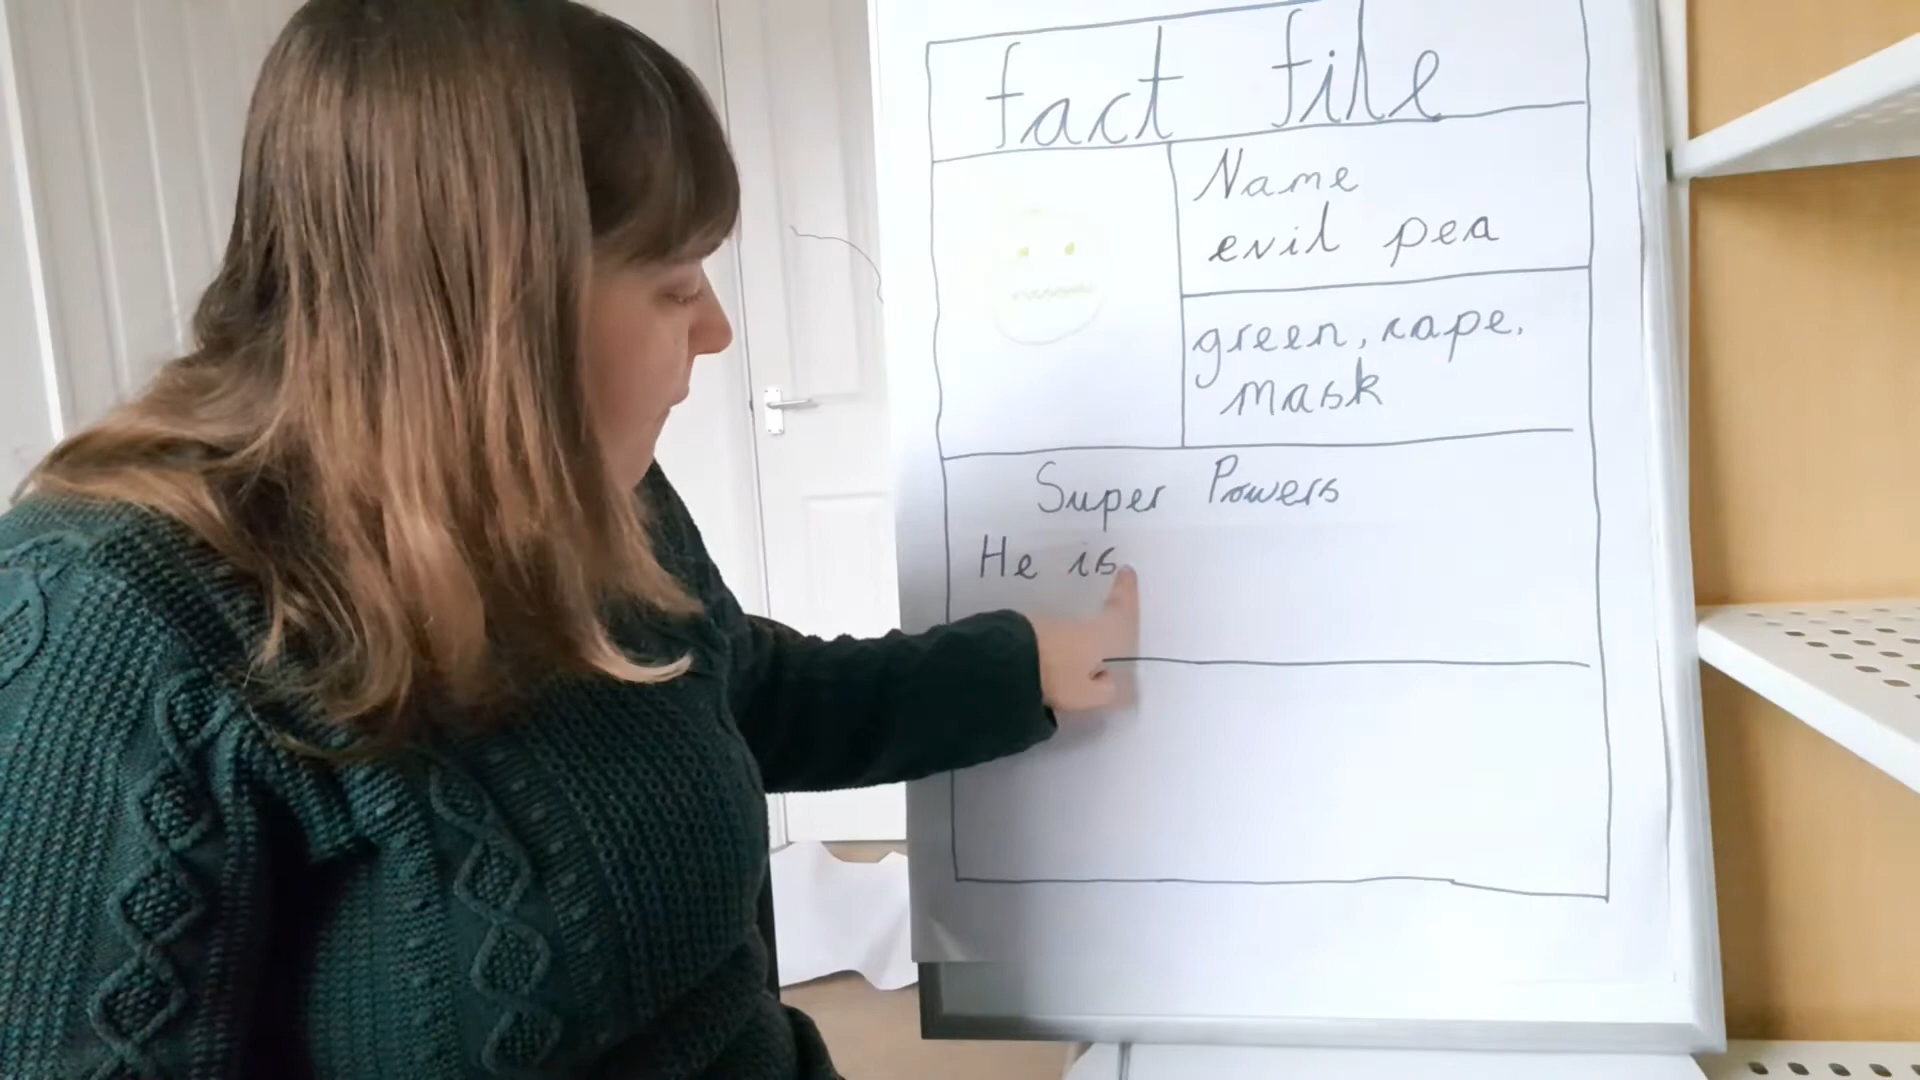 fact file
Name
evil pea
green, cape,
mask
Super Powers
He is